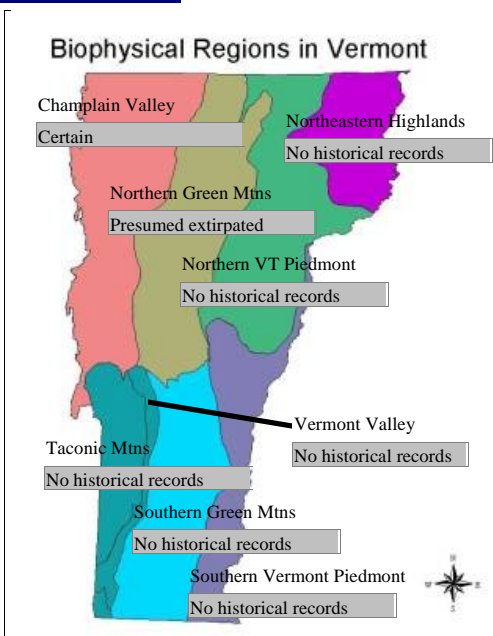 Biophysical Regions in Vermont
Champlain Valley
Certain
Northeastern Highlands
No historical records
Northern Green Mtns
Presumed extirpated
Northern VT Piedmont
No historical records
Vermont Valley
No historical records
Taconic Mtns
No historical records
Southern Green Mtns
No historical records
Southern Vermont Piedmont
No historical records
N
W E
S